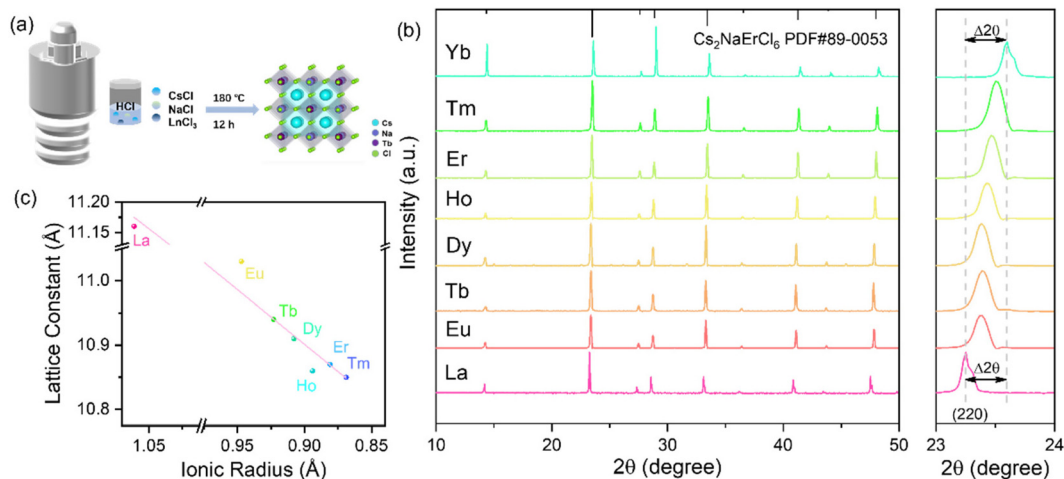 (a)
HCl
CsCl
NaCl
LnCl₃
180 ℃
12 h
Cs
Na
Tb
Cl
(b)
Cs₂NaErCl₆ PDF#89-0053
Yb
Tm
Er
Ho
Dy
Tb
Eu
La
Intensity (a.u.)
10 20 30 40 50
2θ (degree)
Δ2θ
Δ2θ
(220)
23 24
2θ (degree)
(c)
11.20
11.15
11.0
10.9
10.8
Lattice Constant (Å)
La
Eu
Tb
Dy
Er
Ho
Tm
1.05 0.95 0.90 0.85
Ionic Radius (Å)